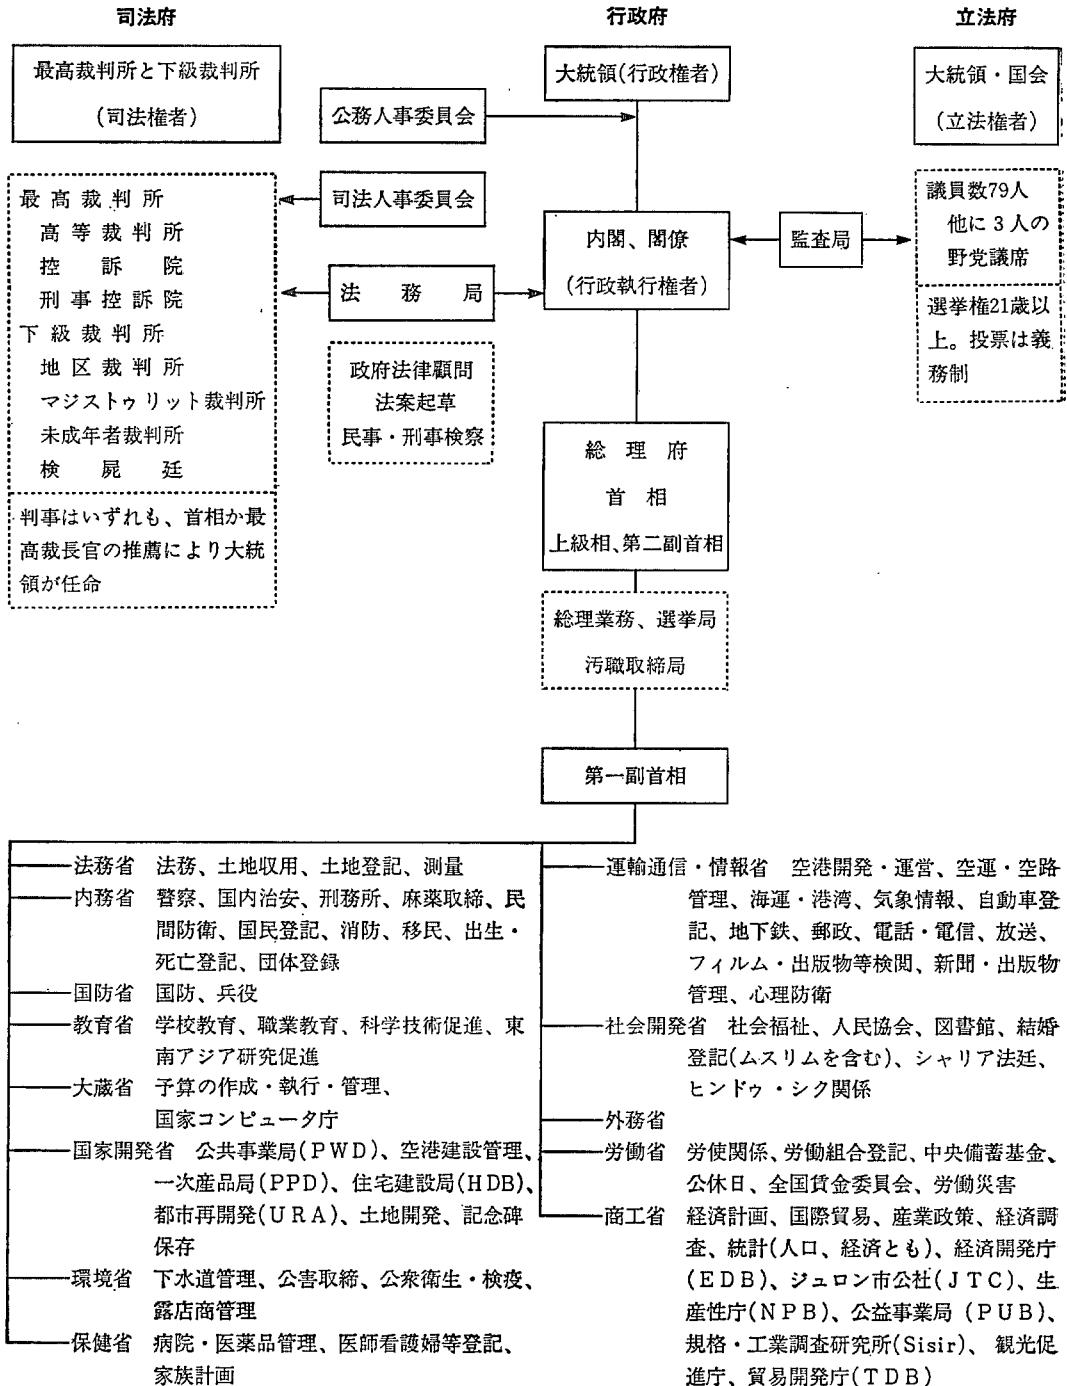 司法府
最高裁判所と下級裁判所
(司法権者)
最高裁判所
高等裁判所
控訴院
刑事控訴院
下級裁判所
地区裁判所
マジストゥリット裁判所
未成年者裁判所
検屍廷
判事はいずれも、首相か最
高裁長官の推薦により大統
領が任命
公務人事委員会
司法人事委員会
法務局
政府法律顧問
法案起草
民事・刑事検察
行政府
大統領(行政権者)
内閣、閣僚
(行政執行権者)
監査局
総理府
首相
上級相、第二副首相
総理業務、選挙局
汚職取締局
第一副首相
立法府
大統領・国会
(立法権者)
議員数79人
他に3人の
野党議席
選挙権21歳以
上。投票は義
務制
法務省 法務、土地収用、土地登記、測量
内務省 警察、国内治安、刑務所、麻薬取締、民
間防衛、国民登記、消防、移民、出生・
死亡登記、団体登録
国防省 国防、兵役
教育省 学校教育、職業教育、科学技術促進、東
南アジア研究促進
大蔵省 予算の作成・執行・管理、
国家コンピュータ庁
国家開発省 公共事業局(PWD)、空港建設管理、
一次産品局(PPD)、住宅建設局(HDB)、
都市再開発(URA)、土地開発、記念碑
保存
環境省 下水道管理、公害取締、公衆衛生・検疫、
露店商管理
保健省 病院・医薬品管理、医師看護婦等登記、
家族計画
運輸通信・情報省 空港開発・運営、空運・空路
管理、海運・港湾、気象情報、自動車登
記、地下鉄、郵政、電話・電信、放送、
フィルム・出版物等検閲、新聞・出版物
管理、心理防衛
社会開発省 社会福祉、人民協会、図書館、結婚
登記(ムスリムを含む)、シャリア法廷、
ヒンドゥ・シク関係
外務省
労働省 労使関係、労働組合登記、中央備蓄基金、
公休日、全国賃金委員会、労働災害
商工省 経済計画、国際貿易、産業政策、経済調
査、統計(人口、経済とも)、経済開発庁
(EDB)、ジュロン市公社(JTC)、生
産性庁(NPB)、公益事業局(PUB)、
規格・工業調査研究所(Sisir)、観光促
進庁、貿易開発庁(TDB)